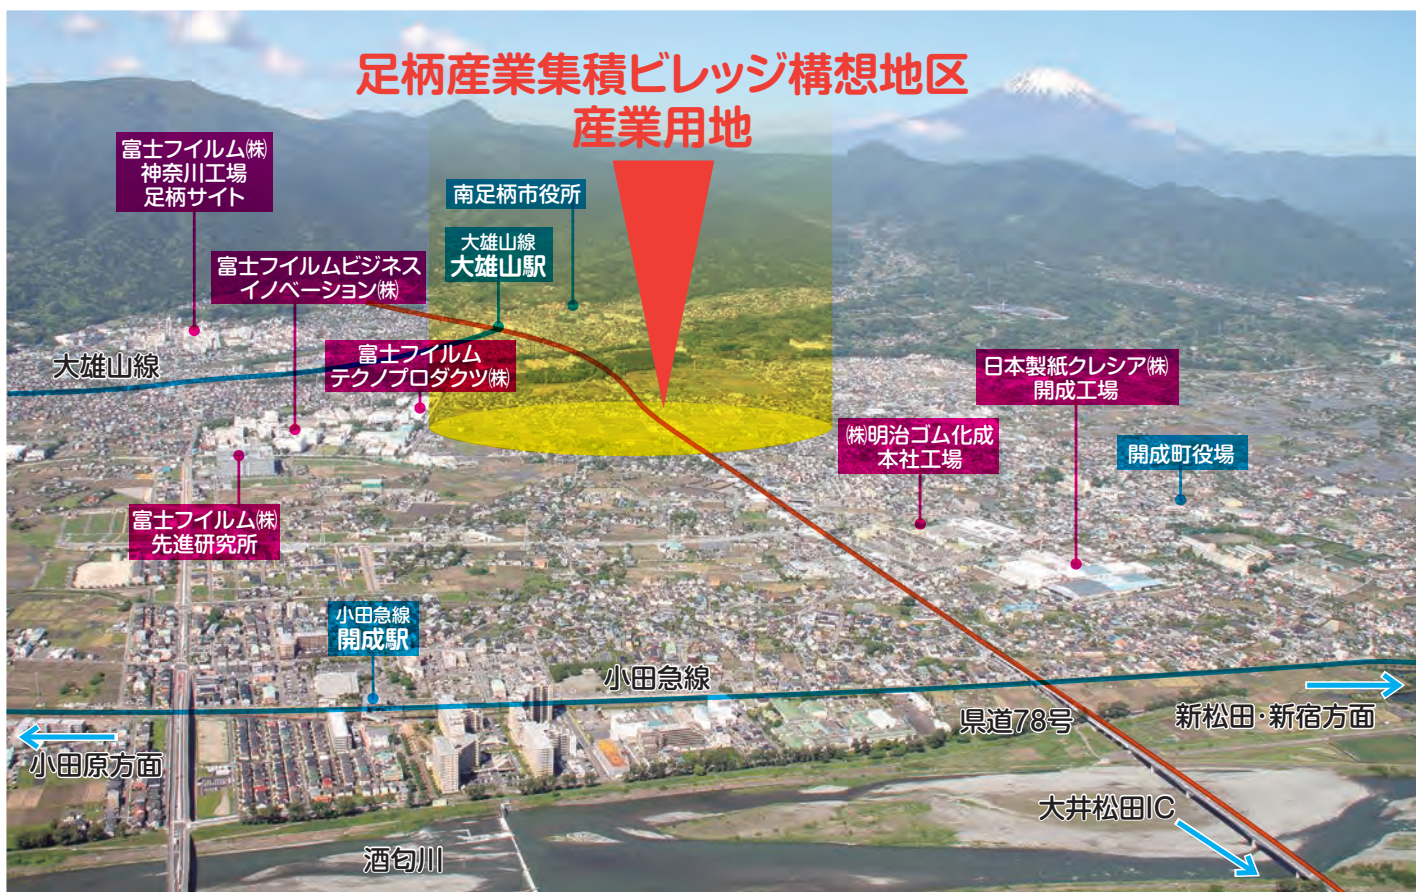 足柄産業集積ビレッジ構想地区
産業用地
富士フイルム㈱
神奈川工場
足柄サイト
南足柄市役所
大雄山線
大雄山駅
富士フイルムビジネス
イノベーション㈱
富士フイルム
テクノプロダクツ㈱
大雄山線
日本製紙クレシア㈱
開成工場
㈱明治ゴム化成
本社工場
開成町役場
富士フイルム㈱
先進研究所
小田急線
開成駅
小田急線
県道78号
新松田・新宿方面
小田原方面
大井松田IC
酒匂川